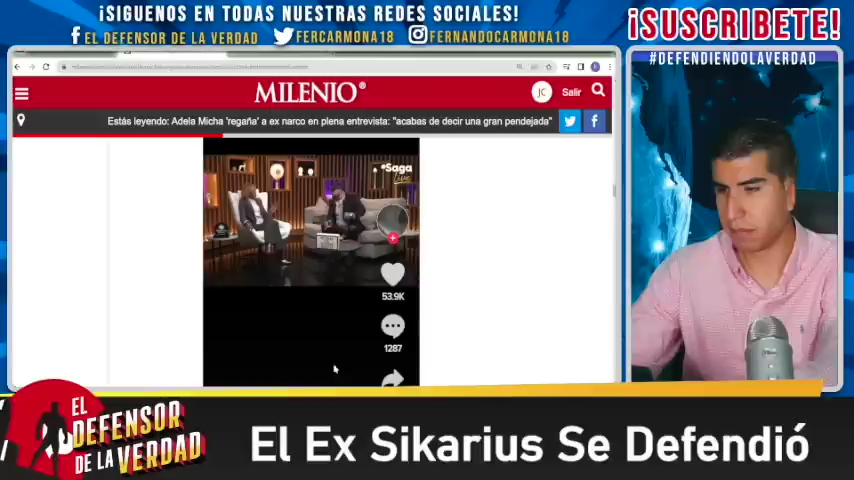 ¡SIGUENOS EN TODAS NUESTRAS REDES SOCIALES!
EL DEFENSOR DE LA VERDAD FERCARMONA18 FERNANDOCARMONA18
¡SUSCRIBETE!
#DEFENDIENDOLAVERDAD
MILENIO®
JC Salir
Estás leyendo: Adela Micha 'regaña' a ex narco en plena entrevista: "acabas de decir una gran pendejada"
Saga
Live
53.9K
1287
EL
DEFENSOR
DE LA VERDAD
El Ex Sikarius Se Defendió